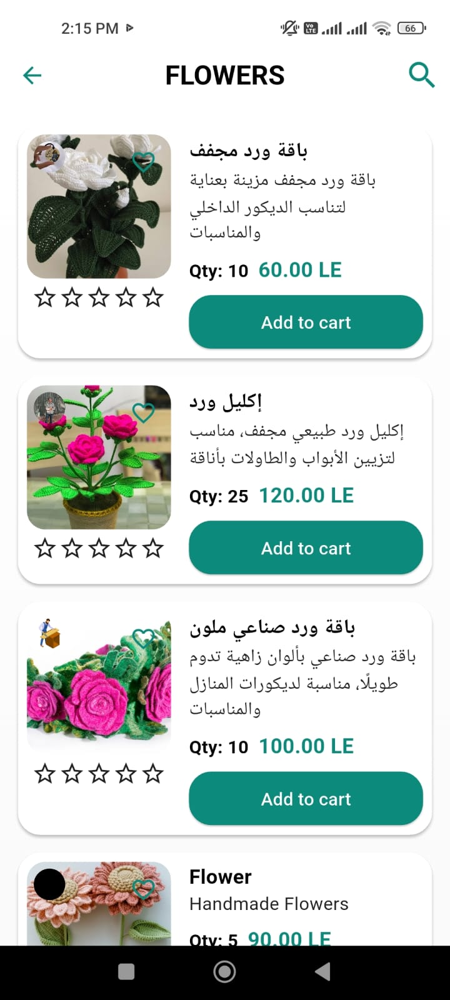 2:15 PM
Vo LTE
66
FLOWERS
باقة ورد مجفف
باقة ورد مجفف مزينة بعناية
لتناسب الديكور الداخلي
والمناسبات
Qty: 10 60.00 LE
Add to cart
إكليل ورد
إكليل ورد طبيعي مجفف، مناسب
لتزيين الأبواب والطاولات بأناقة
Qty: 25 120.00 LE
Add to cart
باقة ورد صناعي ملون
باقة ورد صناعي بألوان زاهية تدوم
طويلًا، مناسبة لديكورات المنازل
والمناسبات
Qty: 10 100.00 LE
Add to cart
Flower
Handmade Flowers
Qty: 5 90.00 LE